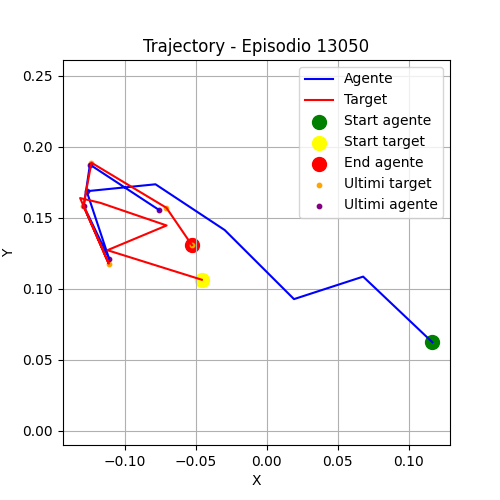 Trajectory - Episodio 13050
Agente
Target
Start agente
Start target
End agente
Ultimi target
Ultimi agente
0.25
0.20
0.15
0.10
0.05
0.00
Y
−0.10
−0.05
0.00
0.05
0.10
X